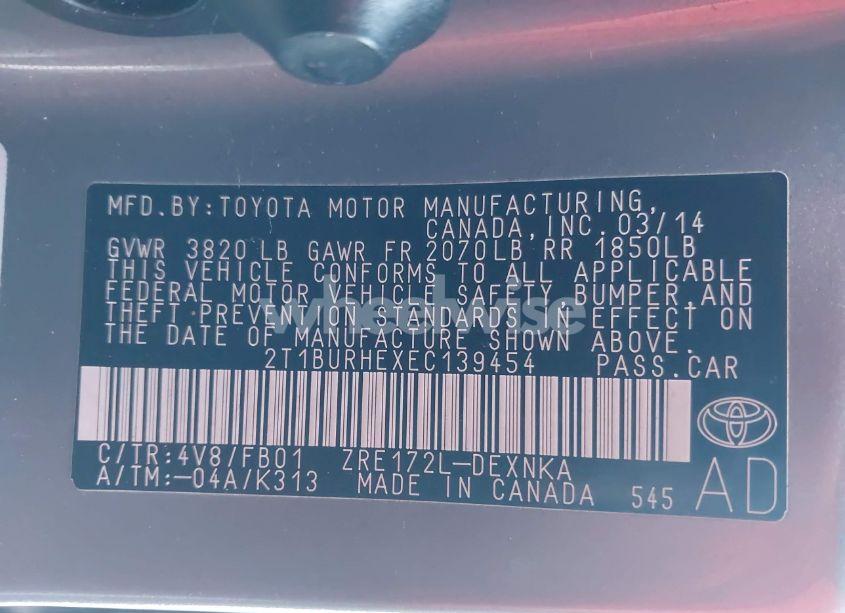 MFD.BY:TOYOTA MOTOR MANUFACTURING,
CANADA,INC. 03/14
GVWR 3820 LB GAWR FR 2070LB RR 1850LB
THIS VEHICLE CONFORMS TO ALL APPLICABLE
FEDERAL MOTOR VEHICLE SAFETY, BUMPER, AND
THEFT PREVENTION STANDARDS IN EFFECT ON
THE DATE OF MANUFACTURE SHOWN ABOVE.
2T1BURHEXEC139454 PASS.CAR
C/TR:4V8/FB01 ZRE172L-DEXNKA
A/TM:-04A/K313 MADE IN CANADA 545 AD
wheelwise